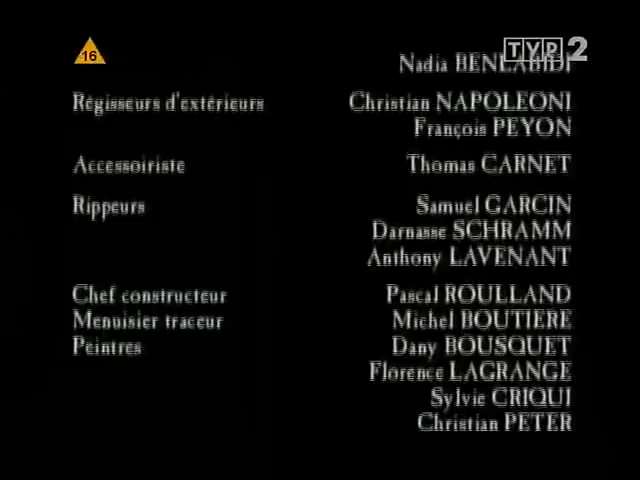 16
TVP2
Nadia BENLABIDI
Régisseurs d'extérieurs Christian NAPOLEONI
François PEYON
Accessoiriste Thomas CARNET
Rippeurs Samuel GARCIN
Darnasse SCHRAMM
Anthony LAVENANT
Chef constructeur Pascal ROULLAND
Menuisier traceur Michel BOUTIERE
Peintres Dany BOUSQUET
Florence LAGRANGE
Sylvie CRIQUI
Christian PETER